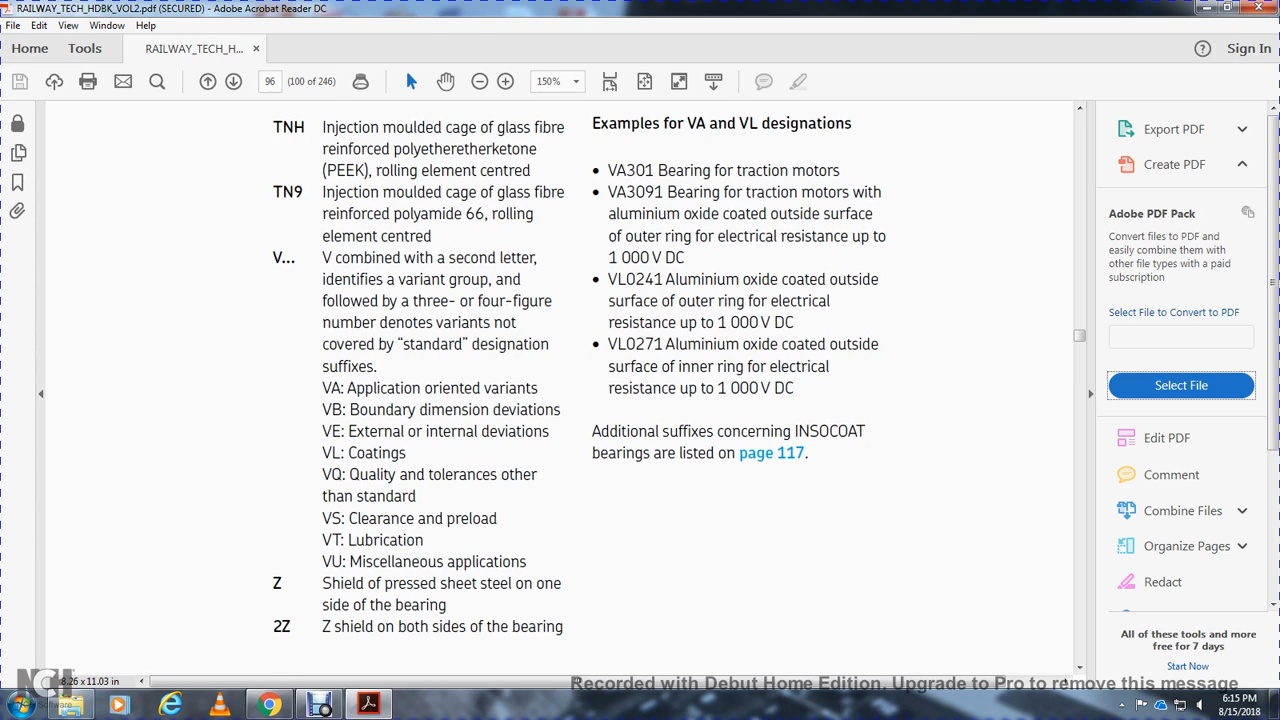 RAILWAY_TECH_HDBK_VOL2.pdf (SECURED) - Adobe Acrobat Reader DC
File Edit View Window Help
Home Tools RAILWAY_TECH_H... × Sign In
96 (100 of 246) 150%
TNH Injection moulded cage of glass fibre
reinforced polyetheretherketone
(PEEK), rolling element centred
TN9 Injection moulded cage of glass fibre
reinforced polyamide 66, rolling
element centred
V... V combined with a second letter,
identifies a variant group, and
followed by a three- or four-figure
number denotes variants not
covered by “standard” designation
suffixes.
VA: Application oriented variants
VB: Boundary dimension deviations
VE: External or internal deviations
VL: Coatings
VQ: Quality and tolerances other
than standard
VS: Clearance and preload
VT: Lubrication
VU: Miscellaneous applications
Z Shield of pressed sheet steel on one
side of the bearing
2Z Z shield on both sides of the bearing
Examples for VA and VL designations
• VA301 Bearing for traction motors
• VA3091 Bearing for traction motors with
aluminium oxide coated outside surface
of outer ring for electrical resistance up to
1 000 V DC
• VL0241 Aluminium oxide coated outside
surface of outer ring for electrical
resistance up to 1 000 V DC
• VL0271 Aluminium oxide coated outside
surface of inner ring for electrical
resistance up to 1 000 V DC
Additional suffixes concerning INSOCOAT
bearings are listed on page 117.
Export PDF
Create PDF
Adobe PDF Pack
Convert files to PDF and
easily combine them with
other file types with a paid
subscription
Select File to Convert to PDF
Select File
Edit PDF
Comment
Combine Files
Organize Pages
Redact
All of these tools and more
free for 7 days
Start Now
8.26 x 11.03 in
NCH
Software
Recorded with Debut Home Edition. Upgrade to Pro to remove this message
6:15 PM
8/15/2018